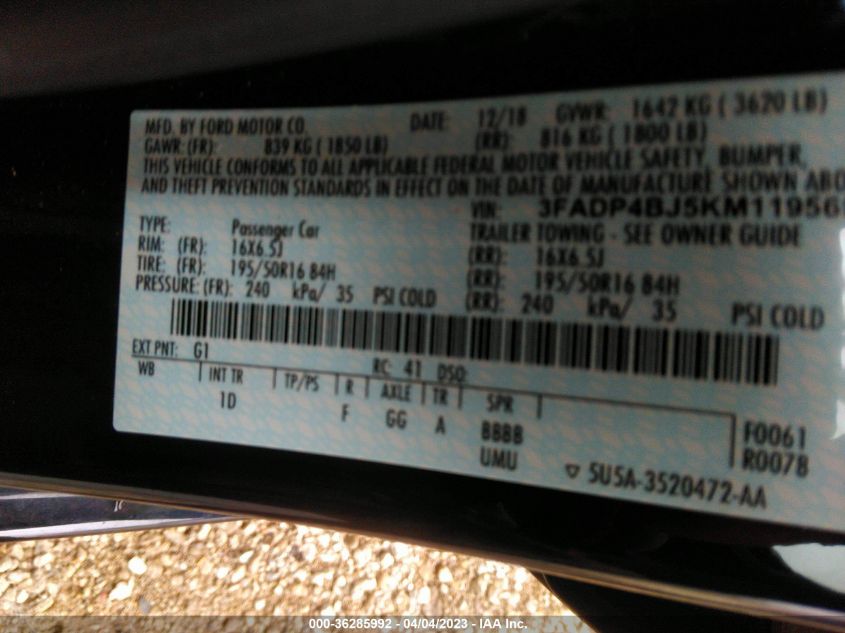 MFD. BY FORD MOTOR CO. DATE: 12/18 GVWR: 1642 KG ( 3620 LB)
GAWR: (FR): 839 KG ( 1850 LB) (RR): 816 KG ( 1800 LB)
THIS VEHICLE CONFORMS TO ALL APPLICABLE FEDERAL MOTOR VEHICLE SAFETY, BUMPER,
AND THEFT PREVENTION STANDARDS IN EFFECT ON THE DATE OF MANUFACTURE SHOWN ABO
VIN: 3FADP4BJ5KM11956
TYPE: Passenger Car TRAILER TOWING - SEE OWNER GUIDE
RIM: (FR): 16X6.5J (RR): 16X6.5J
TIRE: (FR): 195/50R16 84H (RR): 195/50R16 84H
PRESSURE: (FR): 240 kPa/ 35 PSI COLD (RR): 240 kPa/ 35 PSI COLD
EXT PNT: G1 RC: 41 DSO:
WB INT TR TP/PS R AXLE TR SPR
1D F GG A BBBB F0061
UMU R0078
5U5A-3520472-AA
000-36285992 - 04/04/2023 - IAA Inc.